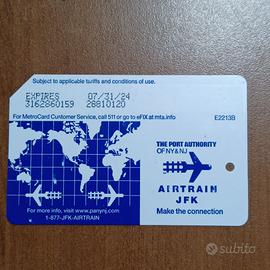 Subject to applicable tariffs and conditions of use.
EXPIRES 07/31/24
3162860159 28810120
For MetroCard Customer Service, call 511 or go to eFIX at mta.info E2213B
THE PORT AUTHORITY
OF NY & NJ
AIRTRAIN
JFK
Make the connection
For more info, visit www.panynj.com
1-877-JFK-AIRTRAIN
subito